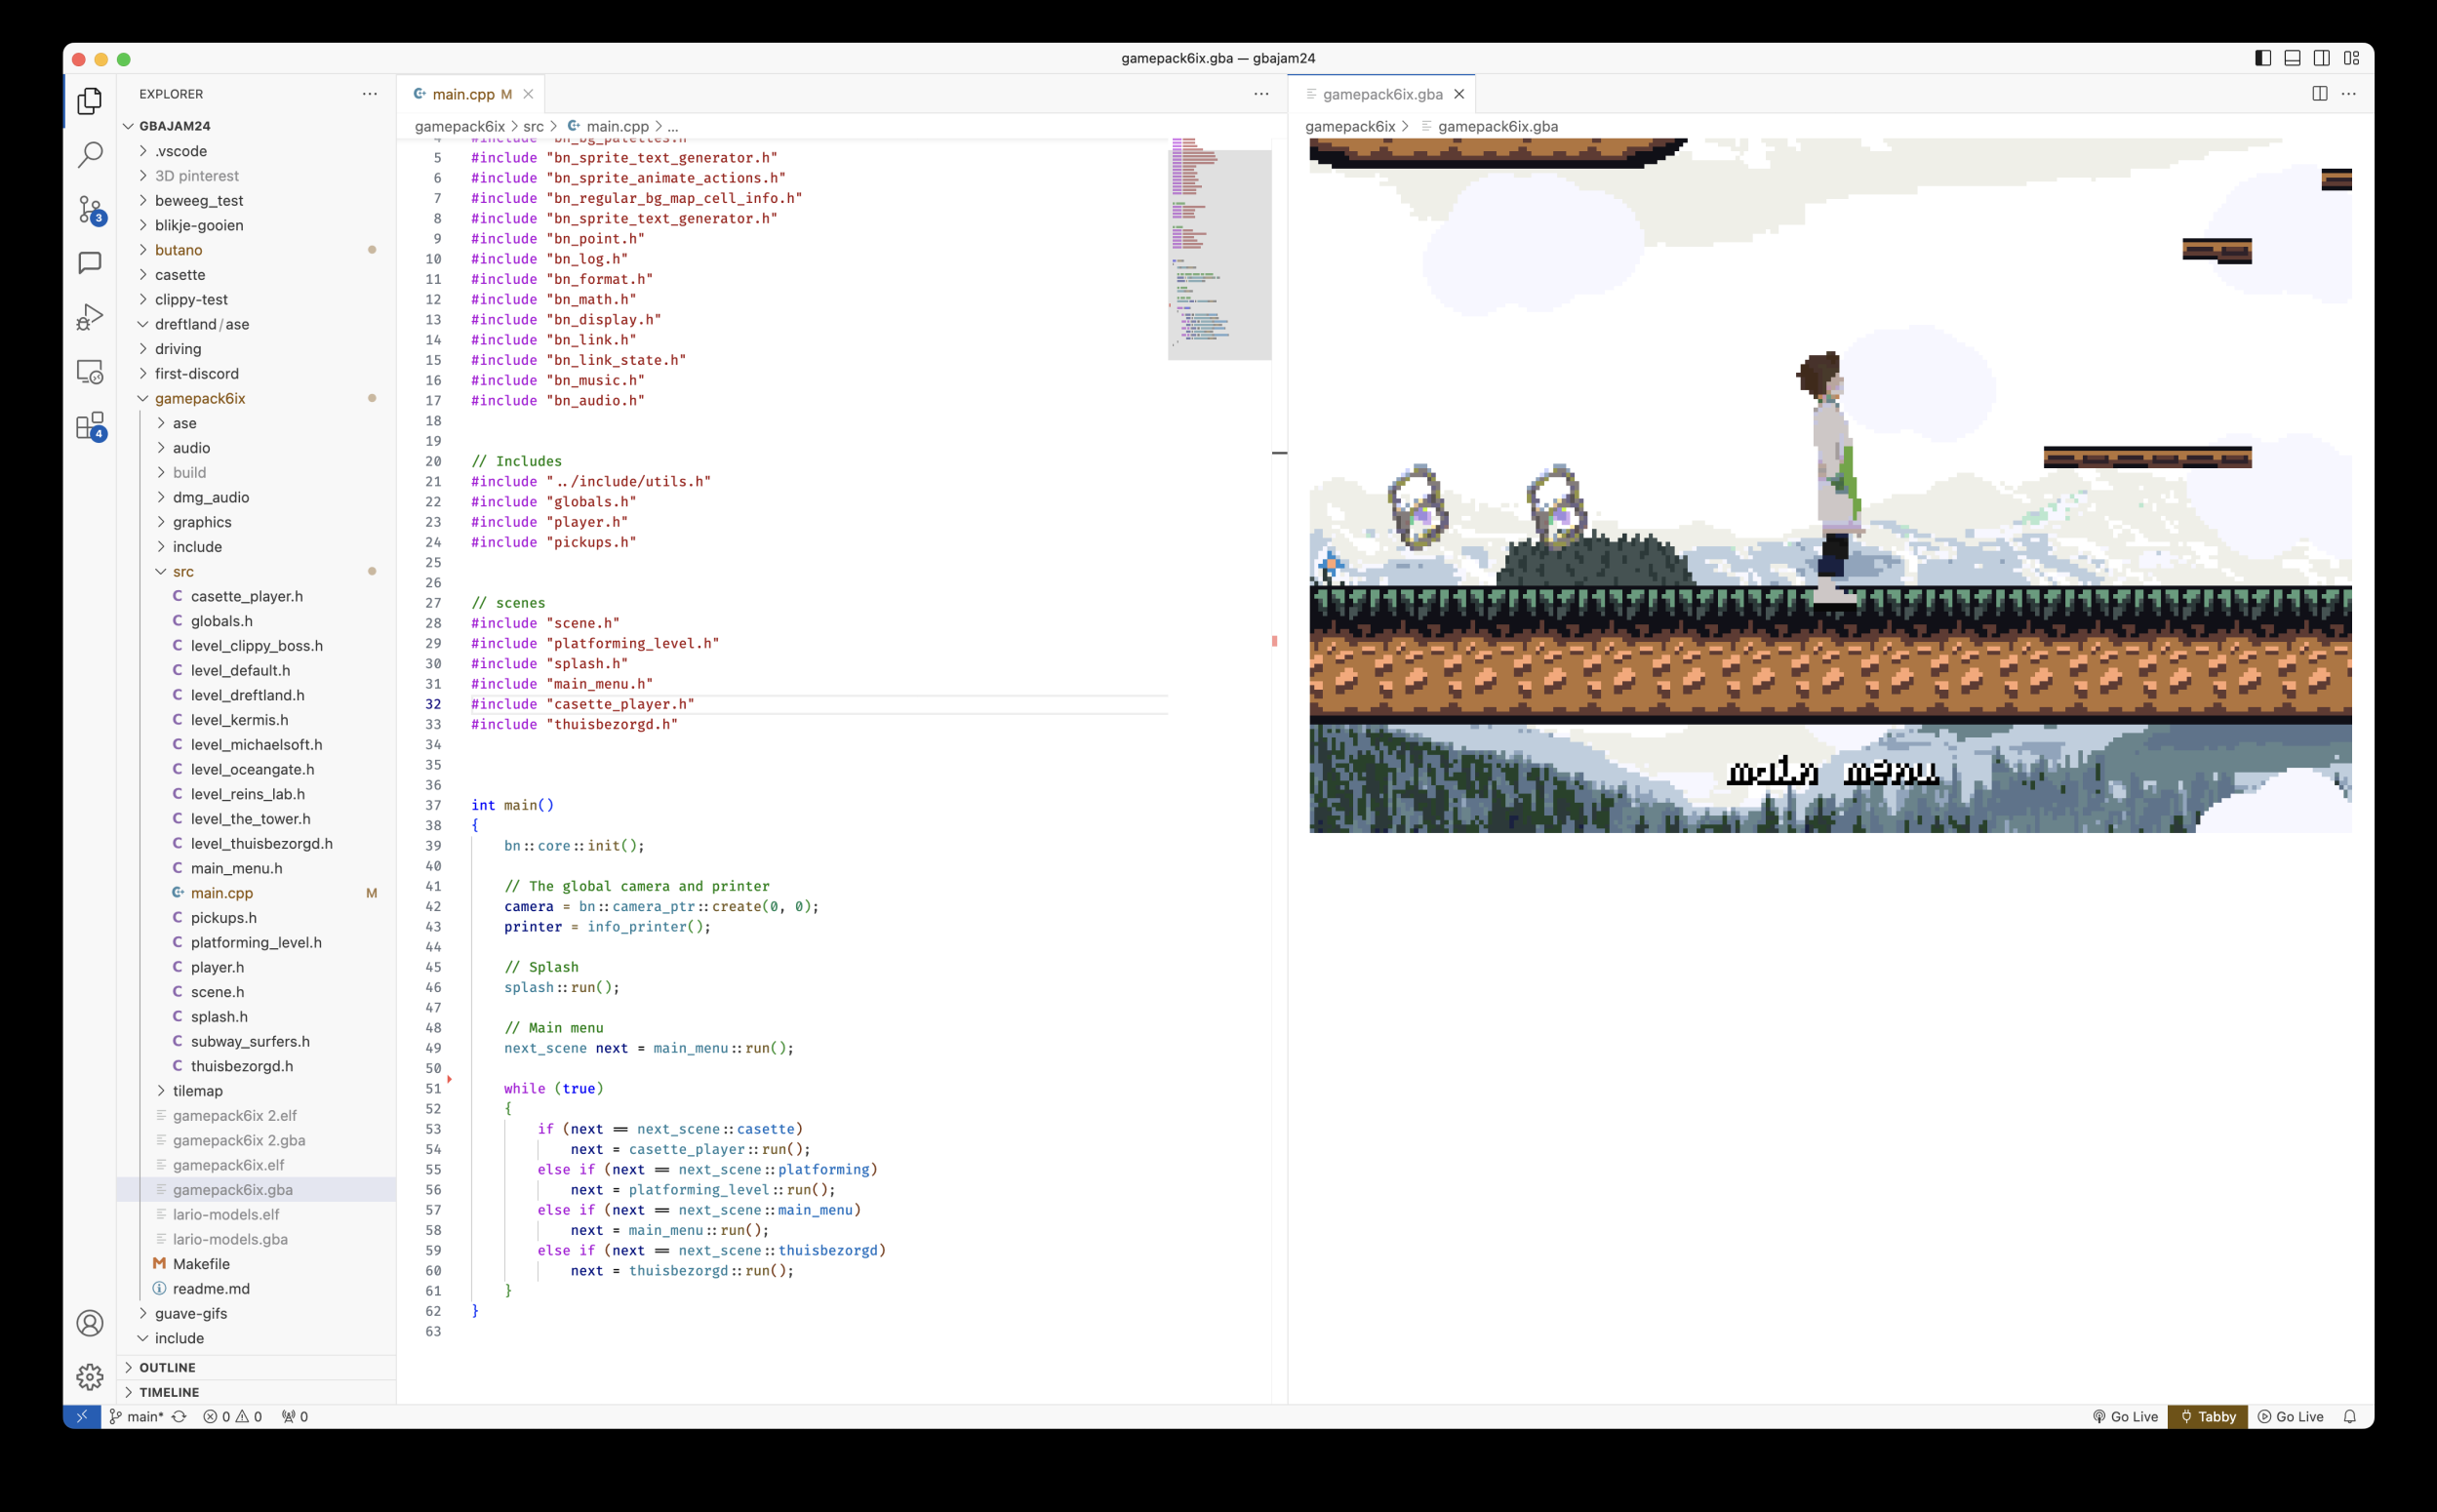 gamepack6ix.gba — gbajam24
EXPLORER
GBAJAM24
.vscode
3D pinterest
beweeg_test
blikje-gooien
butano
casette
clippy-test
dreftland / ase
driving
first-discord
gamepack6ix
ase
audio
build
dmg_audio
graphics
include
src
casette_player.h
globals.h
level_clippy_boss.h
level_default.h
level_dreftland.h
level_kermis.h
level_michaelsoft.h
level_oceangate.h
level_reins_lab.h
level_the_tower.h
level_thuisbezorgd.h
main_menu.h
main.cpp M
pickups.h
platforming_level.h
player.h
scene.h
splash.h
subway_surfers.h
thuisbezorgd.h
tilemap
gamepack6ix 2.elf
gamepack6ix 2.gba
gamepack6ix.elf
gamepack6ix.gba
lario-models.elf
lario-models.gba
Makefile
readme.md
guave-gifs
include
OUTLINE
TIMELINE
3
4
main.cpp M
gamepack6ix > src > main.cpp > ...
4 #include "bn_bg_palettes.h"
5 #include "bn_sprite_text_generator.h"
6 #include "bn_sprite_animate_actions.h"
7 #include "bn_regular_bg_map_cell_info.h"
8 #include "bn_sprite_text_generator.h"
9 #include "bn_point.h"
10 #include "bn_log.h"
11 #include "bn_format.h"
12 #include "bn_math.h"
13 #include "bn_display.h"
14 #include "bn_link.h"
15 #include "bn_link_state.h"
16 #include "bn_music.h"
17 #include "bn_audio.h"
18
19
20 // Includes
21 #include "../include/utils.h"
22 #include "globals.h"
23 #include "player.h"
24 #include "pickups.h"
25
26
27 // scenes
28 #include "scene.h"
29 #include "platforming_level.h"
30 #include "splash.h"
31 #include "main_menu.h"
32 #include "casette_player.h"
33 #include "thuisbezorgd.h"
34
35
36
37 int main()
38 {
39 bn::core::init();
40
41 // The global camera and printer
42 camera = bn::camera_ptr::create(0, 0);
43 printer = info_printer();
44
45 // Splash
46 splash::run();
47
48 // Main menu
49 next_scene next = main_menu::run();
50
51 while (true)
52 {
53 if (next == next_scene::casette)
54 next = casette_player::run();
55 else if (next == next_scene::platforming)
56 next = platforming_level::run();
57 else if (next == next_scene::main_menu)
58 next = main_menu::run();
59 else if (next == next_scene::thuisbezorgd)
60 next = thuisbezorgd::run();
61 }
62 }
63
gamepack6ix.gba
gamepack6ix > gamepack6ix.gba
main menu
main* 0 0 0
Go Live Tabby Go Live